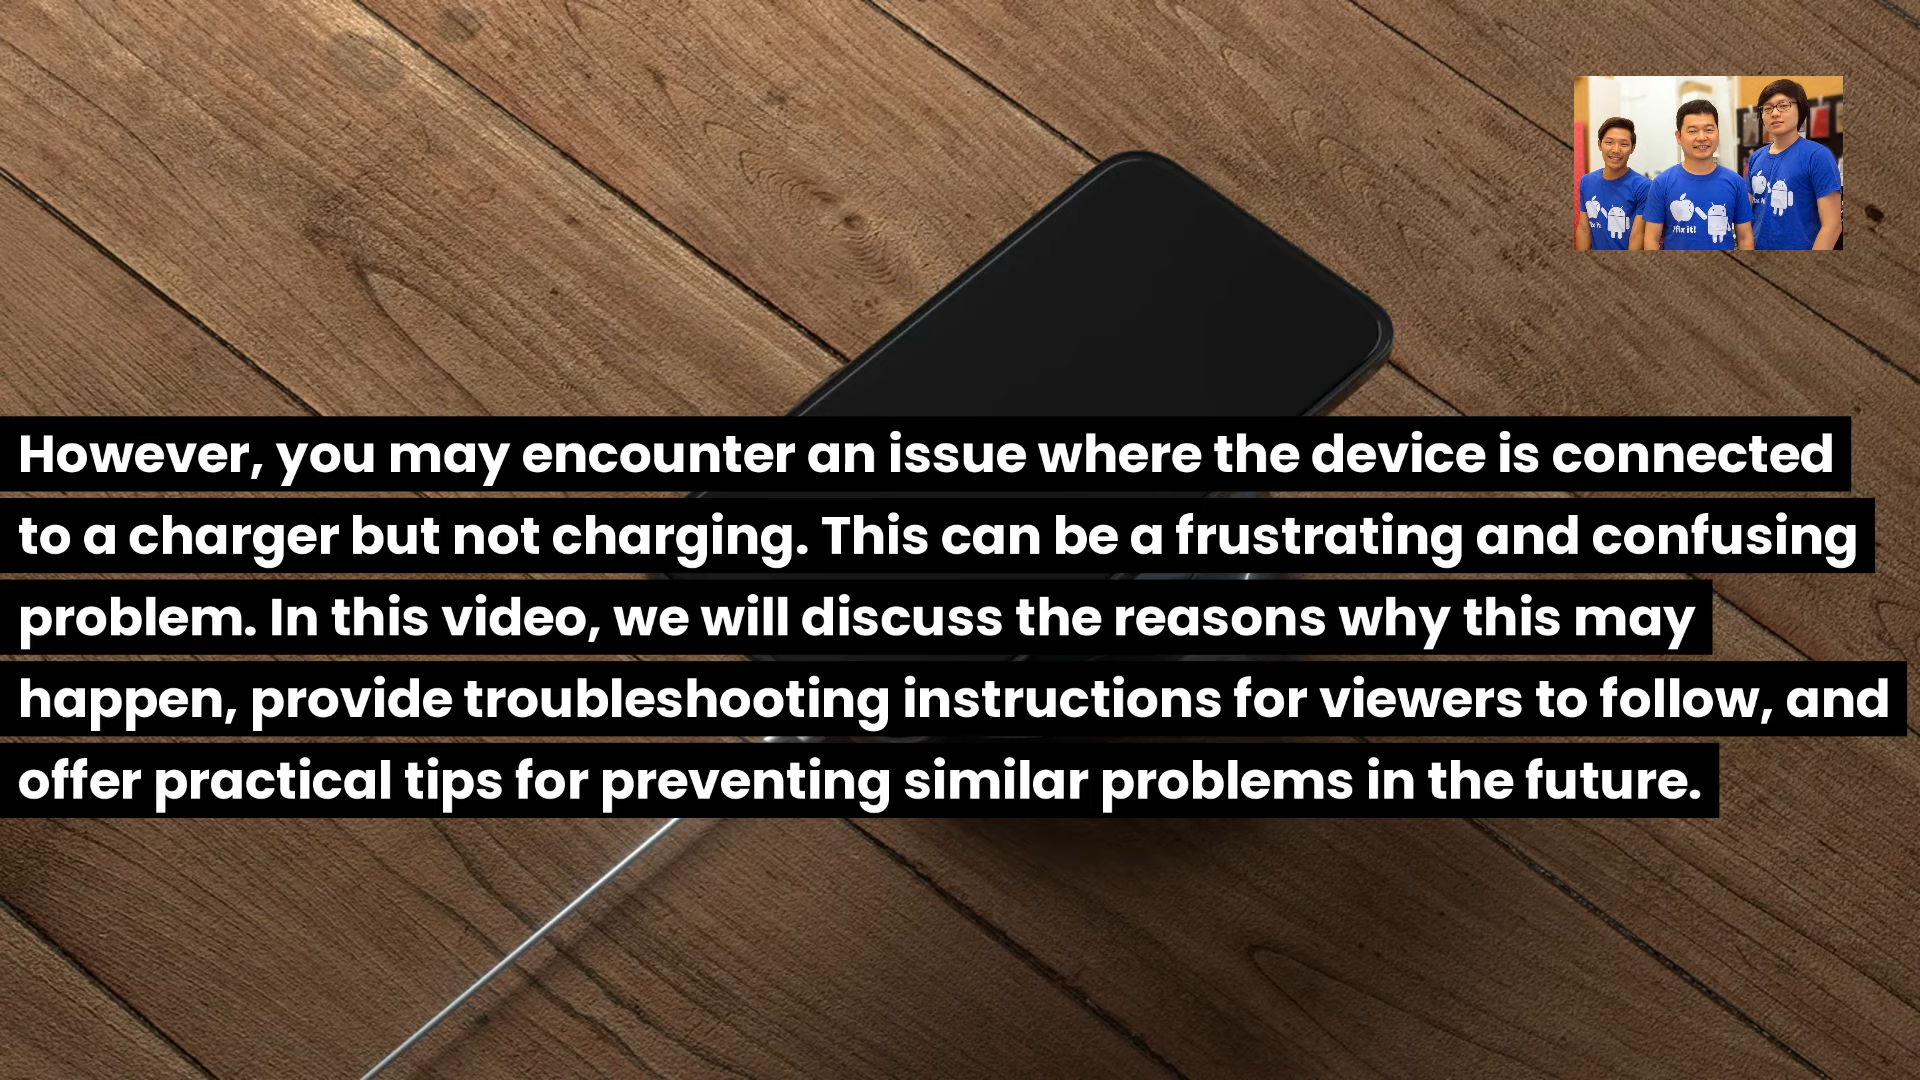 However, you may encounter an issue where the device is connected
to a charger but not charging. This can be a frustrating and confusing
problem. In this video, we will discuss the reasons why this may
happen, provide troubleshooting instructions for viewers to follow, and
offer practical tips for preventing similar problems in the future.
fix it!